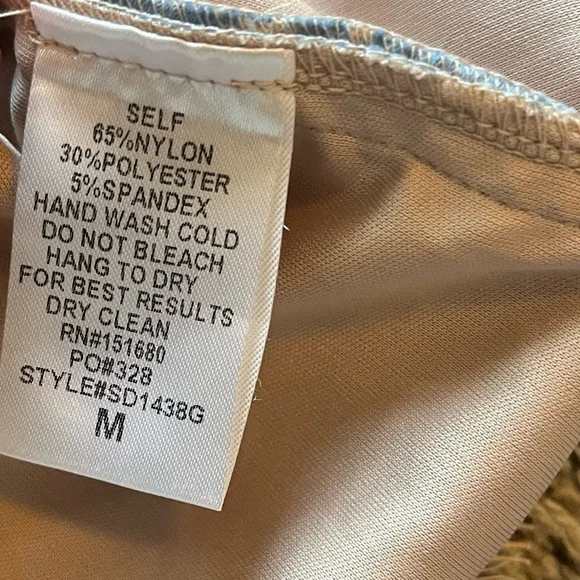 SELF
65%NYLON
30%POLYESTER
5%SPANDEX
HAND WASH COLD
DO NOT BLEACH
HANG TO DRY
FOR BEST RESULTS
DRY CLEAN
RN#151680
PO#328
STYLE#SD1438G
M